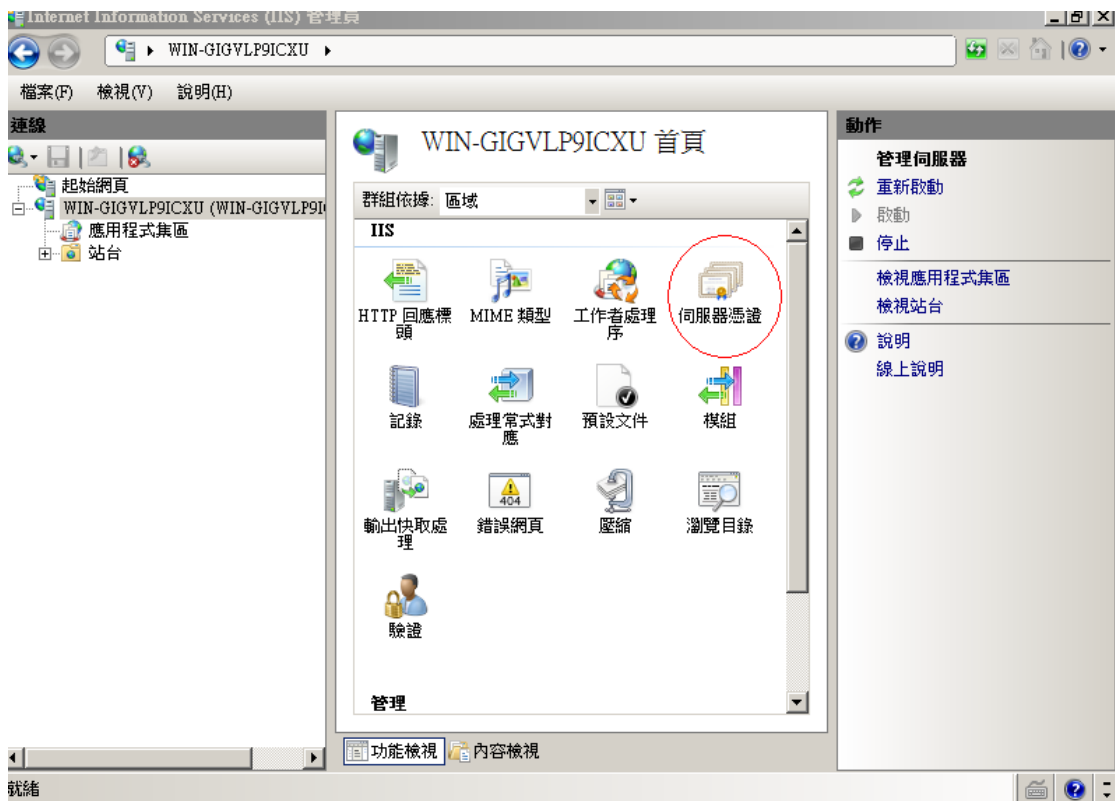 Internet Information Services (IIS) 管理員
WIN-GIGVLP9ICXU
檔案(F) 檢視(V) 說明(H)
連線
起始網頁
WIN-GIGVLP9ICXU (WIN-GIGVLP9I
應用程式集區
站台
WIN-GIGVLP9ICXU 首頁
群組依據: 區域
IIS
HTTP 回應標
頭
MIME 類型
工作者處理
序
伺服器憑證
記錄
處理常式對
應
預設文件
模組
輸出快取處
理
404
錯誤網頁
壓縮
瀏覽目錄
驗證
管理
功能檢視 內容檢視
動作
管理伺服器
重新啟動
啟動
停止
檢視應用程式集區
檢視站台
說明
線上說明
就緒